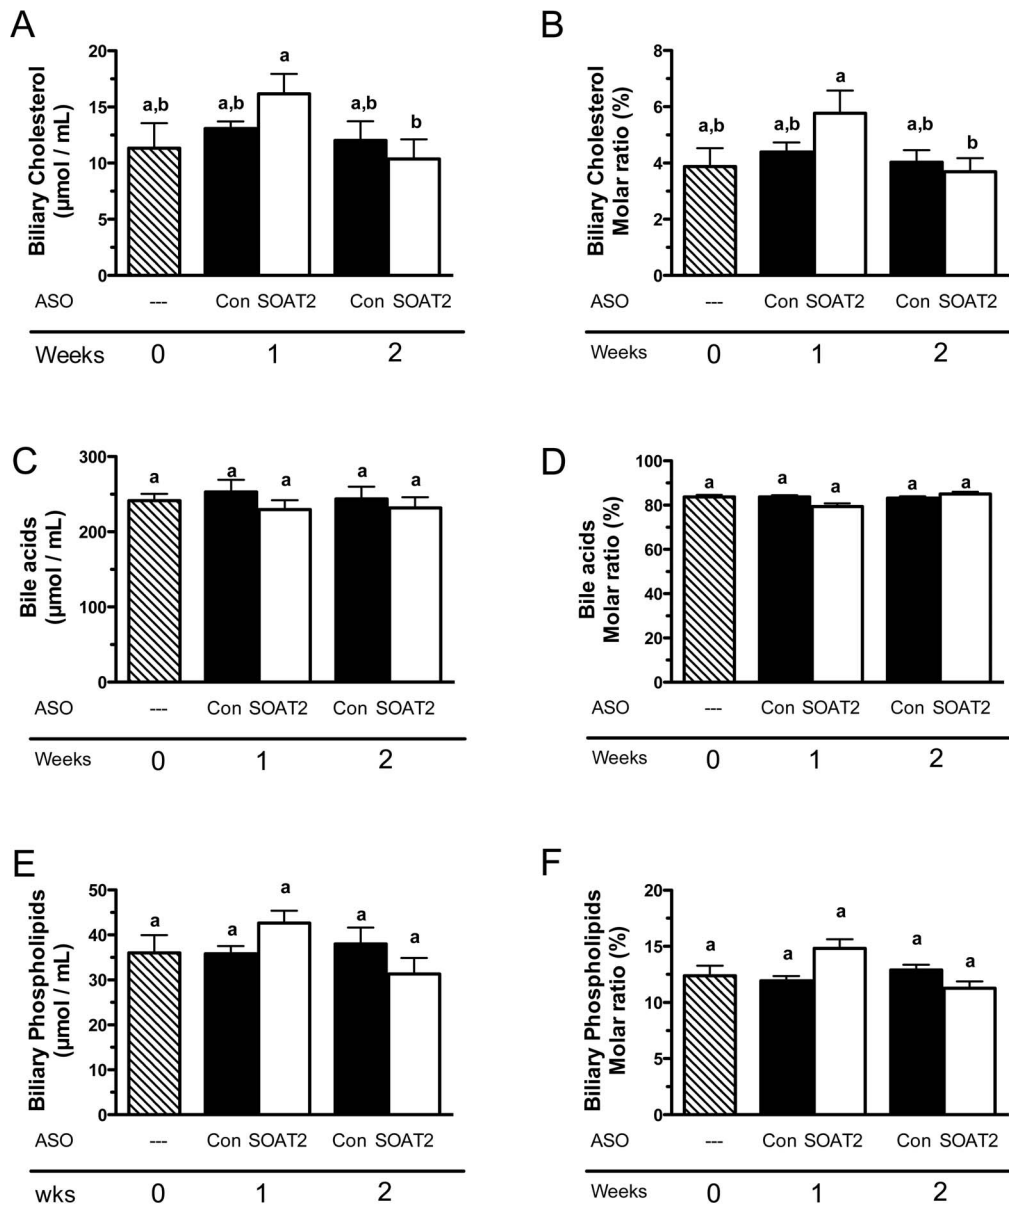 A
Biliary Cholesterol
(µmol / mL)
20
15
10
5
0
a,b
a,b
a
a,b
b
ASO --- Con SOAT2 Con SOAT2
Weeks 0 1 2
B
Biliary Cholesterol
Molar ratio (%)
8
6
4
2
0
a,b
a,b
a
a,b
b
ASO --- Con SOAT2 Con SOAT2
Weeks 0 1 2
C
Bile acids
(µmol / mL)
300
200
100
0
a
a
a
a
a
ASO --- Con SOAT2 Con SOAT2
Weeks 0 1 2
D
Bile acids
Molar ratio (%)
100
80
60
40
20
0
a
a
a
a
a
ASO --- Con SOAT2 Con SOAT2
Weeks 0 1 2
E
Biliary Phospholipids
(µmol / mL)
50
40
30
20
10
0
a
a
a
a
a
ASO --- Con SOAT2 Con SOAT2
wks 0 1 2
F
Biliary Phospholipids
Molar ratio (%)
20
15
10
5
0
a
a
a
a
a
ASO --- Con SOAT2 Con SOAT2
Weeks 0 1 2